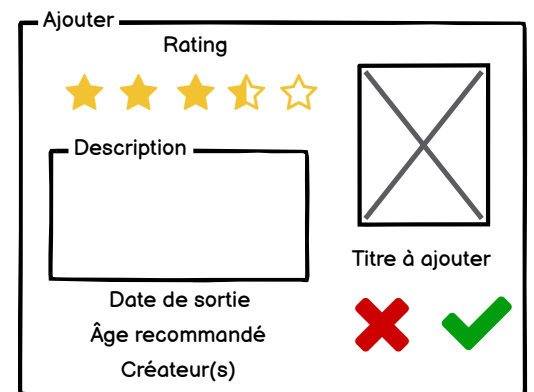 Ajouter
Rating
Description
Titre à ajouter
Date de sortie
Âge recommandé
Créateur(s)